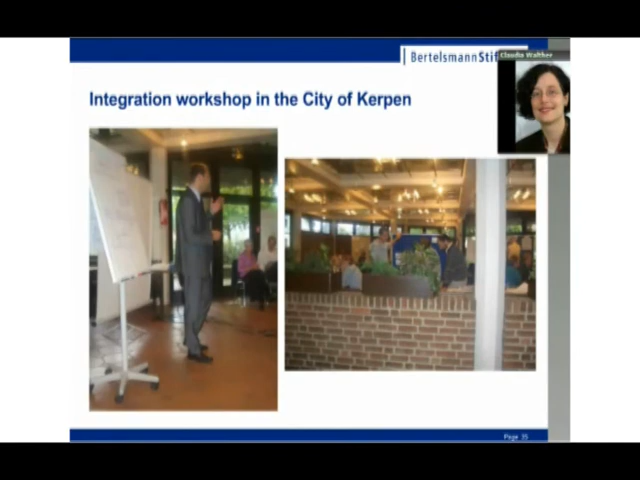 BertelsmannStif
Claudia Walther
Integration workshop in the City of Kerpen
Page 35